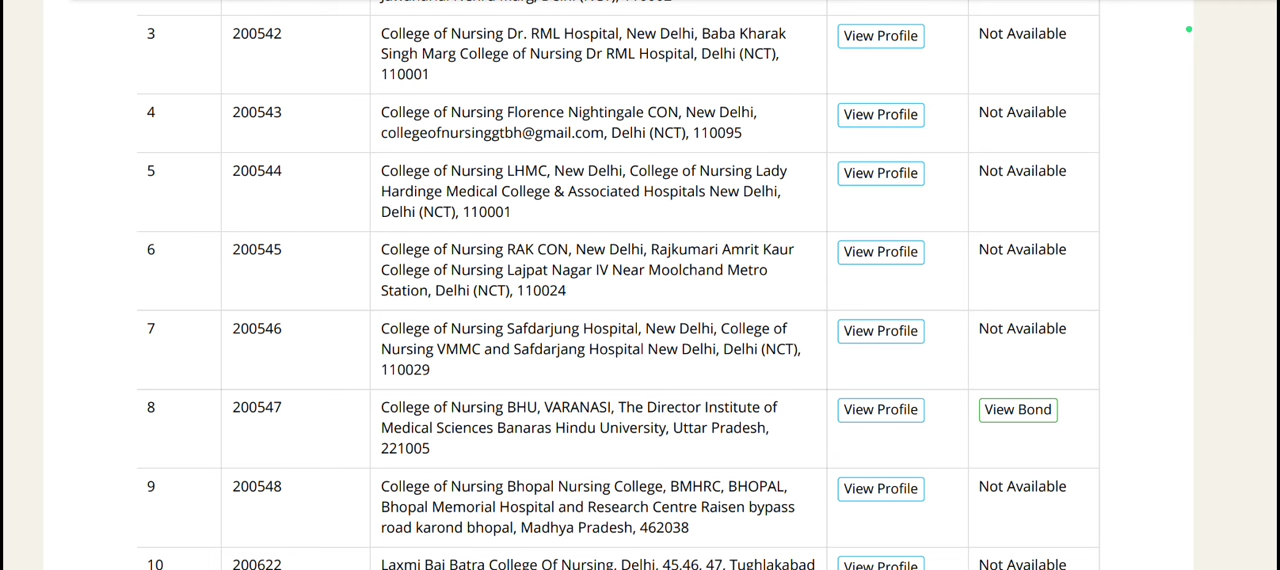 3 200542 College of Nursing Dr. RML Hospital, New Delhi, Baba Kharak View Profile Not Available
Singh Marg College of Nursing Dr RML Hospital, Delhi (NCT),
110001
4 200543 College of Nursing Florence Nightingale CON, New Delhi, View Profile Not Available
collegeofnursinggtbh@gmail.com, Delhi (NCT), 110095
5 200544 College of Nursing LHMC, New Delhi, College of Nursing Lady View Profile Not Available
Hardinge Medical College & Associated Hospitals New Delhi,
Delhi (NCT), 110001
6 200545 College of Nursing RAK CON, New Delhi, Rajkumari Amrit Kaur View Profile Not Available
College of Nursing Lajpat Nagar IV Near Moolchand Metro
Station, Delhi (NCT), 110024
7 200546 College of Nursing Safdarjung Hospital, New Delhi, College of View Profile Not Available
Nursing VMMC and Safdarjang Hospital New Delhi, Delhi (NCT),
110029
8 200547 College of Nursing BHU, VARANASI, The Director Institute of View Profile View Bond
Medical Sciences Banaras Hindu University, Uttar Pradesh,
221005
9 200548 College of Nursing Bhopal Nursing College, BMHRC, BHOPAL, View Profile Not Available
Bhopal Memorial Hospital and Research Centre Raisen bypass
road karond bhopal, Madhya Pradesh, 462038
10 200622 Laxmi Bai Batra College Of Nursing, Delhi, 45,46, 47, Tughlakabad View Profile Not Available